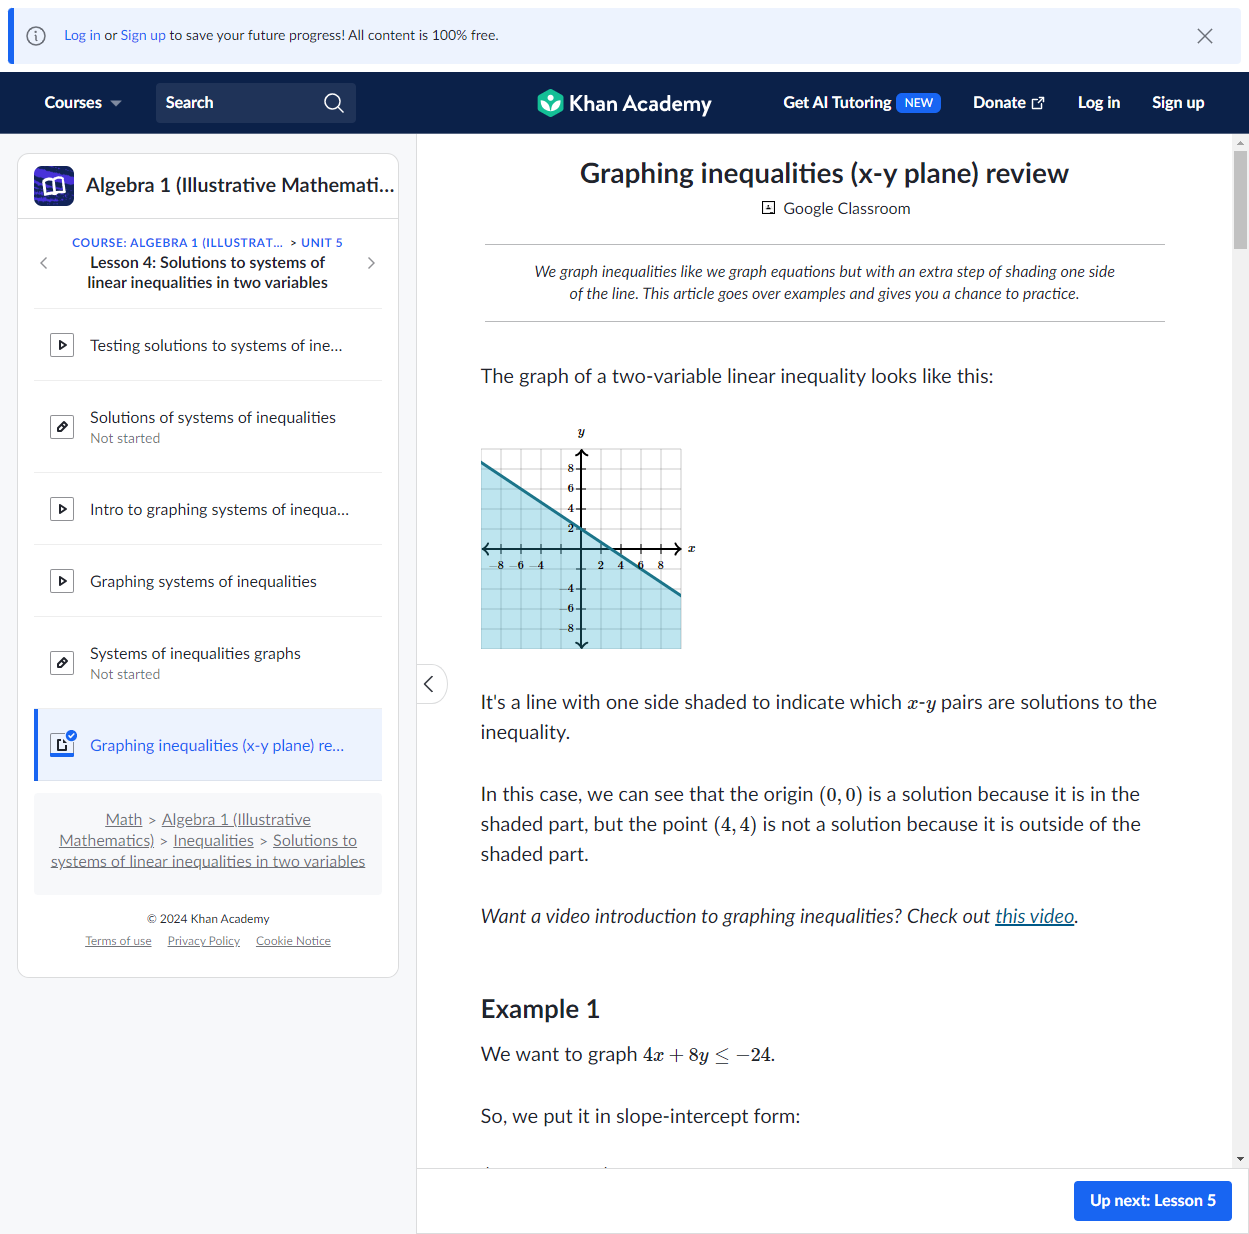 Log in or Sign up to save your future progress! All content is 100% free.
Courses
Search
Khan Academy
Get AI Tutoring NEW
Donate
Log in
Sign up
Algebra 1 (Illustrative Mathemati...
COURSE: ALGEBRA 1 (ILLUSTRAT... > UNIT 5
Lesson 4: Solutions to systems of
linear inequalities in two variables
Testing solutions to systems of ine...
Solutions of systems of inequalities
Not started
Intro to graphing systems of inequa...
Graphing systems of inequalities
Systems of inequalities graphs
Not started
Graphing inequalities (x-y plane) re...
Math > Algebra 1 (Illustrative
Mathematics) > Inequalities > Solutions to
systems of linear inequalities in two variables
© 2024 Khan Academy
Terms of use Privacy Policy Cookie Notice
Graphing inequalities (x-y plane) review
Google Classroom
We graph inequalities like we graph equations but with an extra step of shading one side
of the line. This article goes over examples and gives you a chance to practice.
The graph of a two-variable linear inequality looks like this:
y
8
6
4
2
x
-8 -6 -4 2 4 6 8
-4
-6
-8
It's a line with one side shaded to indicate which x-y pairs are solutions to the
inequality.
In this case, we can see that the origin (0, 0) is a solution because it is in the
shaded part, but the point (4, 4) is not a solution because it is outside of the
shaded part.
Want a video introduction to graphing inequalities? Check out this video.
Example 1
We want to graph 4x + 8y ≤ −24.
So, we put it in slope-intercept form:
Up next: Lesson 5